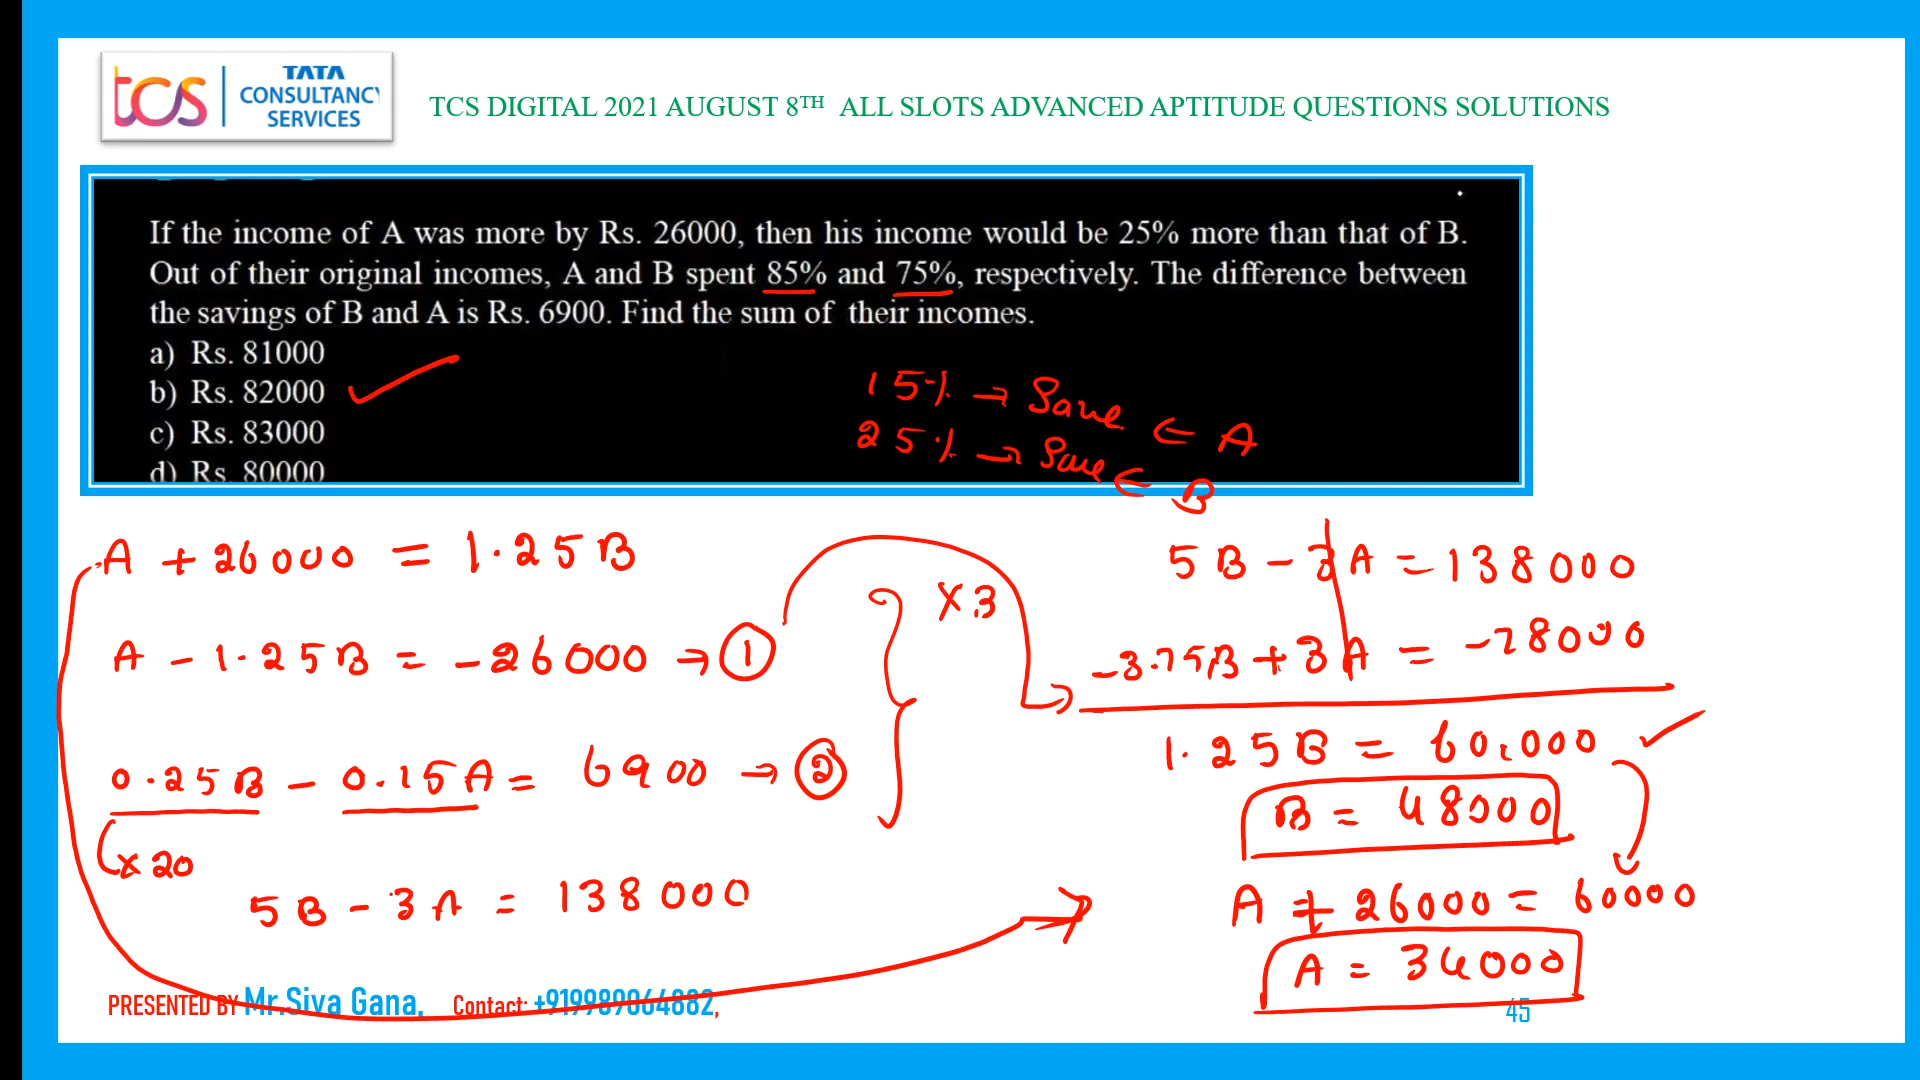 tcs TATA
CONSULTANCY
SERVICES
TCS DIGITAL 2021 AUGUST 8TH ALL SLOTS ADVANCED APTITUDE QUESTIONS SOLUTIONS
If the income of A was more by Rs. 26000, then his income would be 25% more than that of B.
Out of their original incomes, A and B spent 85% and 75%, respectively. The difference between
the savings of B and A is Rs. 6900. Find the sum of their incomes.
a) Rs. 81000
b) Rs. 82000
c) Rs. 83000
d) Rs. 80000
15% → Save ← A
25% → Save ← B
A + 26000 = 1.25B
A - 1.25B = -26000 → 1
0.25B - 0.15A = 6900 → 2
×20
5B - 3A = 138000
×3
5B - 3A = 138000
-3.75B + 3A = -78000
1.25B = 60,000
B = 48000
A + 26000 = 60000
A = 34000
PRESENTED BY Mr.Siva Gana, Contact: +919989064882,
45